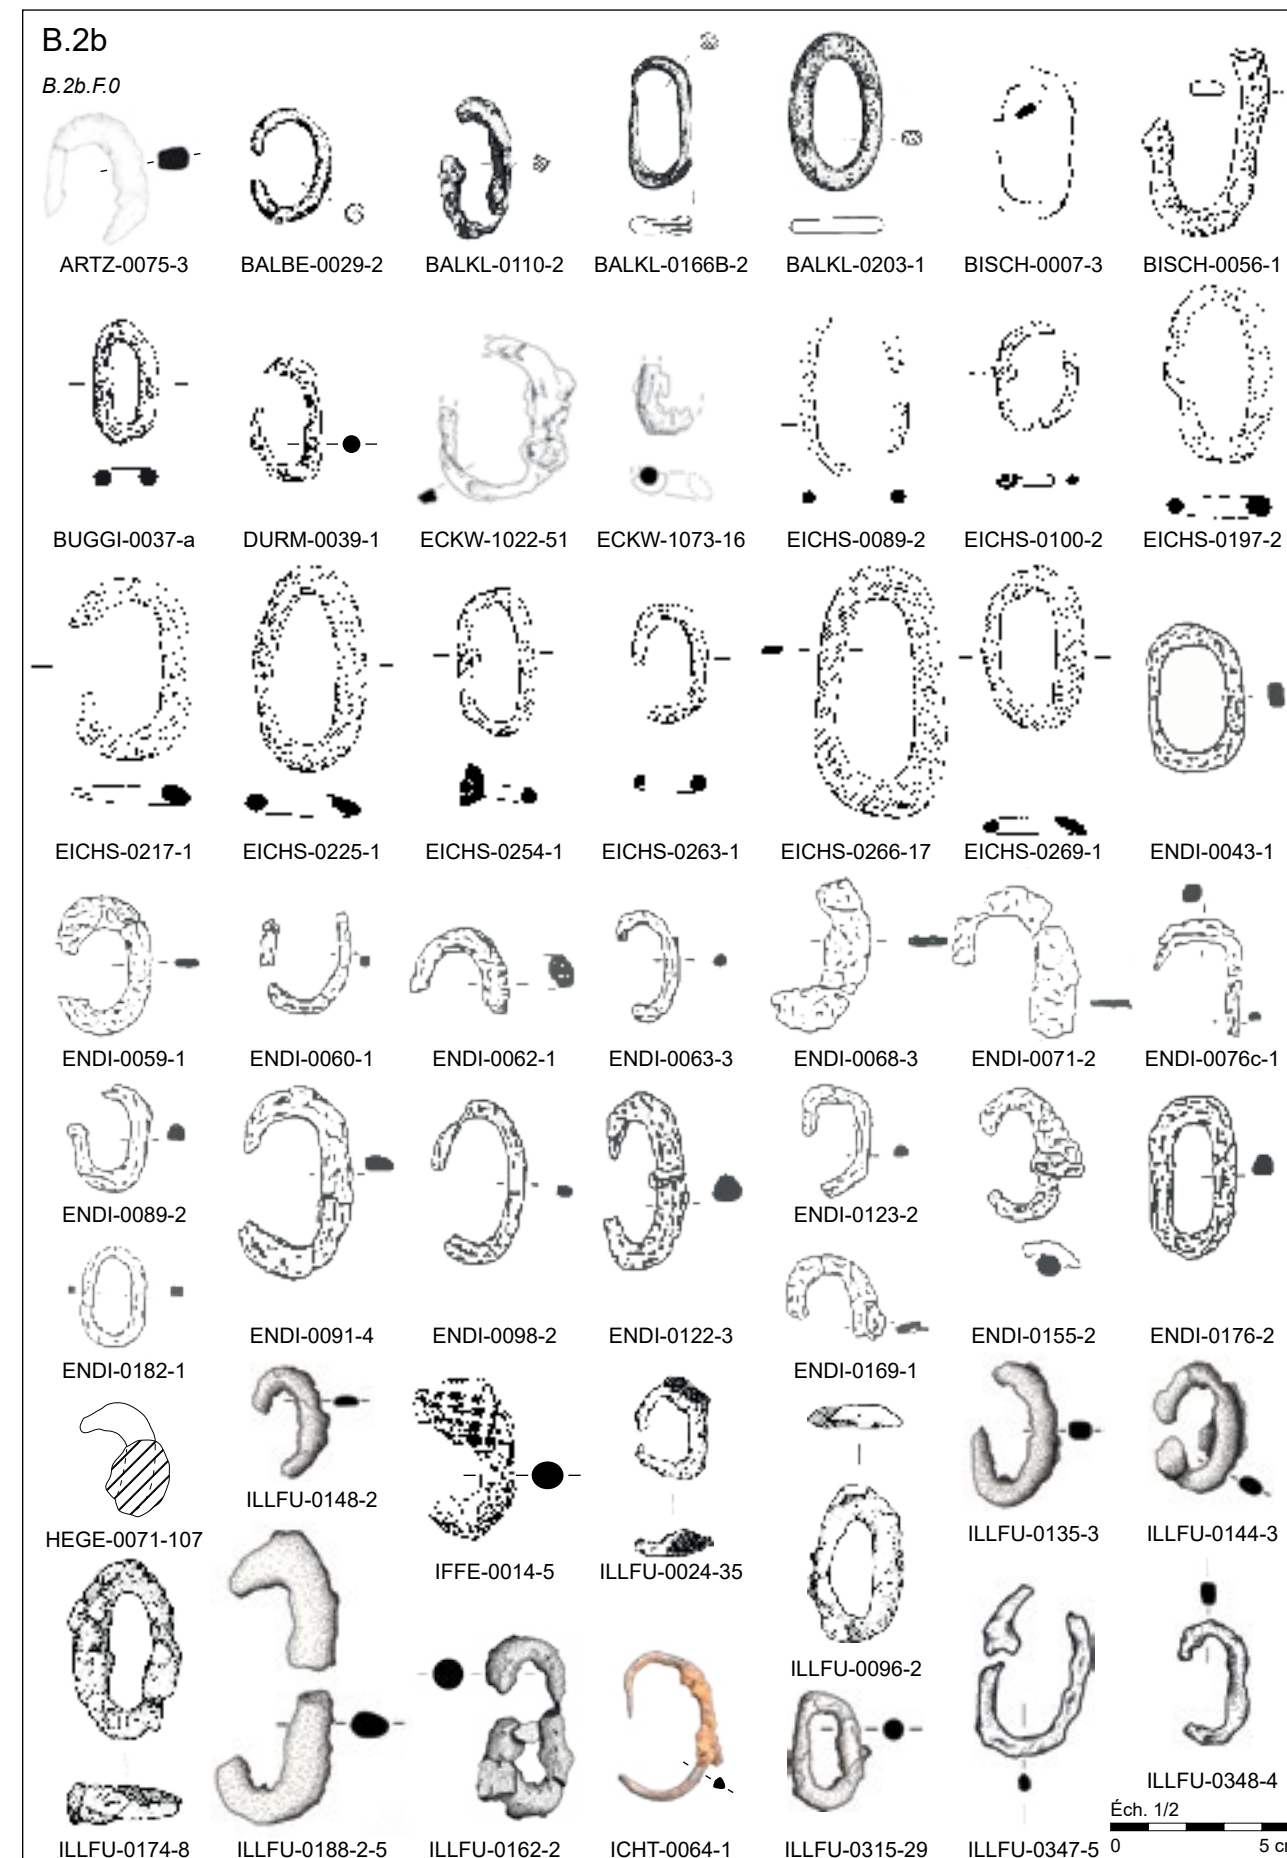 B.2b
B.2b.F.0
ARTZ-0075-3 BALBE-0029-2 BALKL-0110-2 BALKL-0166B-2 BALKL-0203-1 BISCH-0007-3 BISCH-0056-1
BUGGI-0037-a DURM-0039-1 ECKW-1022-51 ECKW-1073-16 EICHS-0089-2 EICHS-0100-2 EICHS-0197-2
EICHS-0217-1 EICHS-0225-1 EICHS-0254-1 EICHS-0263-1 EICHS-0266-17 EICHS-0269-1 ENDI-0043-1
ENDI-0059-1 ENDI-0060-1 ENDI-0062-1 ENDI-0063-3 ENDI-0068-3 ENDI-0071-2 ENDI-0076c-1
ENDI-0089-2 ENDI-0123-2
ENDI-0091-4 ENDI-0098-2 ENDI-0122-3 ENDI-0155-2 ENDI-0176-2
ENDI-0182-1 ENDI-0169-1
ILLFU-0148-2
HEGE-0071-107 ILLFU-0135-3 ILLFU-0144-3
IFFE-0014-5 ILLFU-0024-35
ILLFU-0096-2
ILLFU-0348-4
Éch. 1/2
0 5 cm
ILLFU-0174-8 ILLFU-0188-2-5 ILLFU-0162-2 ICHT-0064-1 ILLFU-0315-29 ILLFU-0347-5